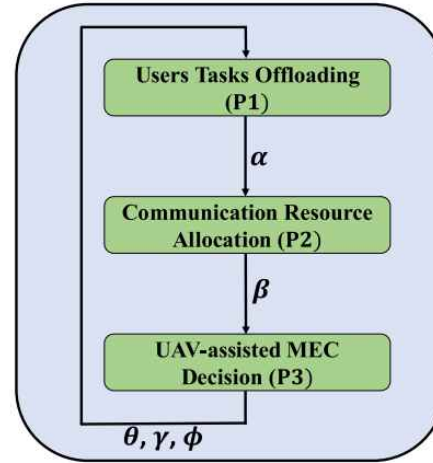 Users Tasks Offloading
(P1)
α
Communication Resource
Allocation (P2)
β
UAV-assisted MEC
Decision (P3)
θ, γ, ϕ